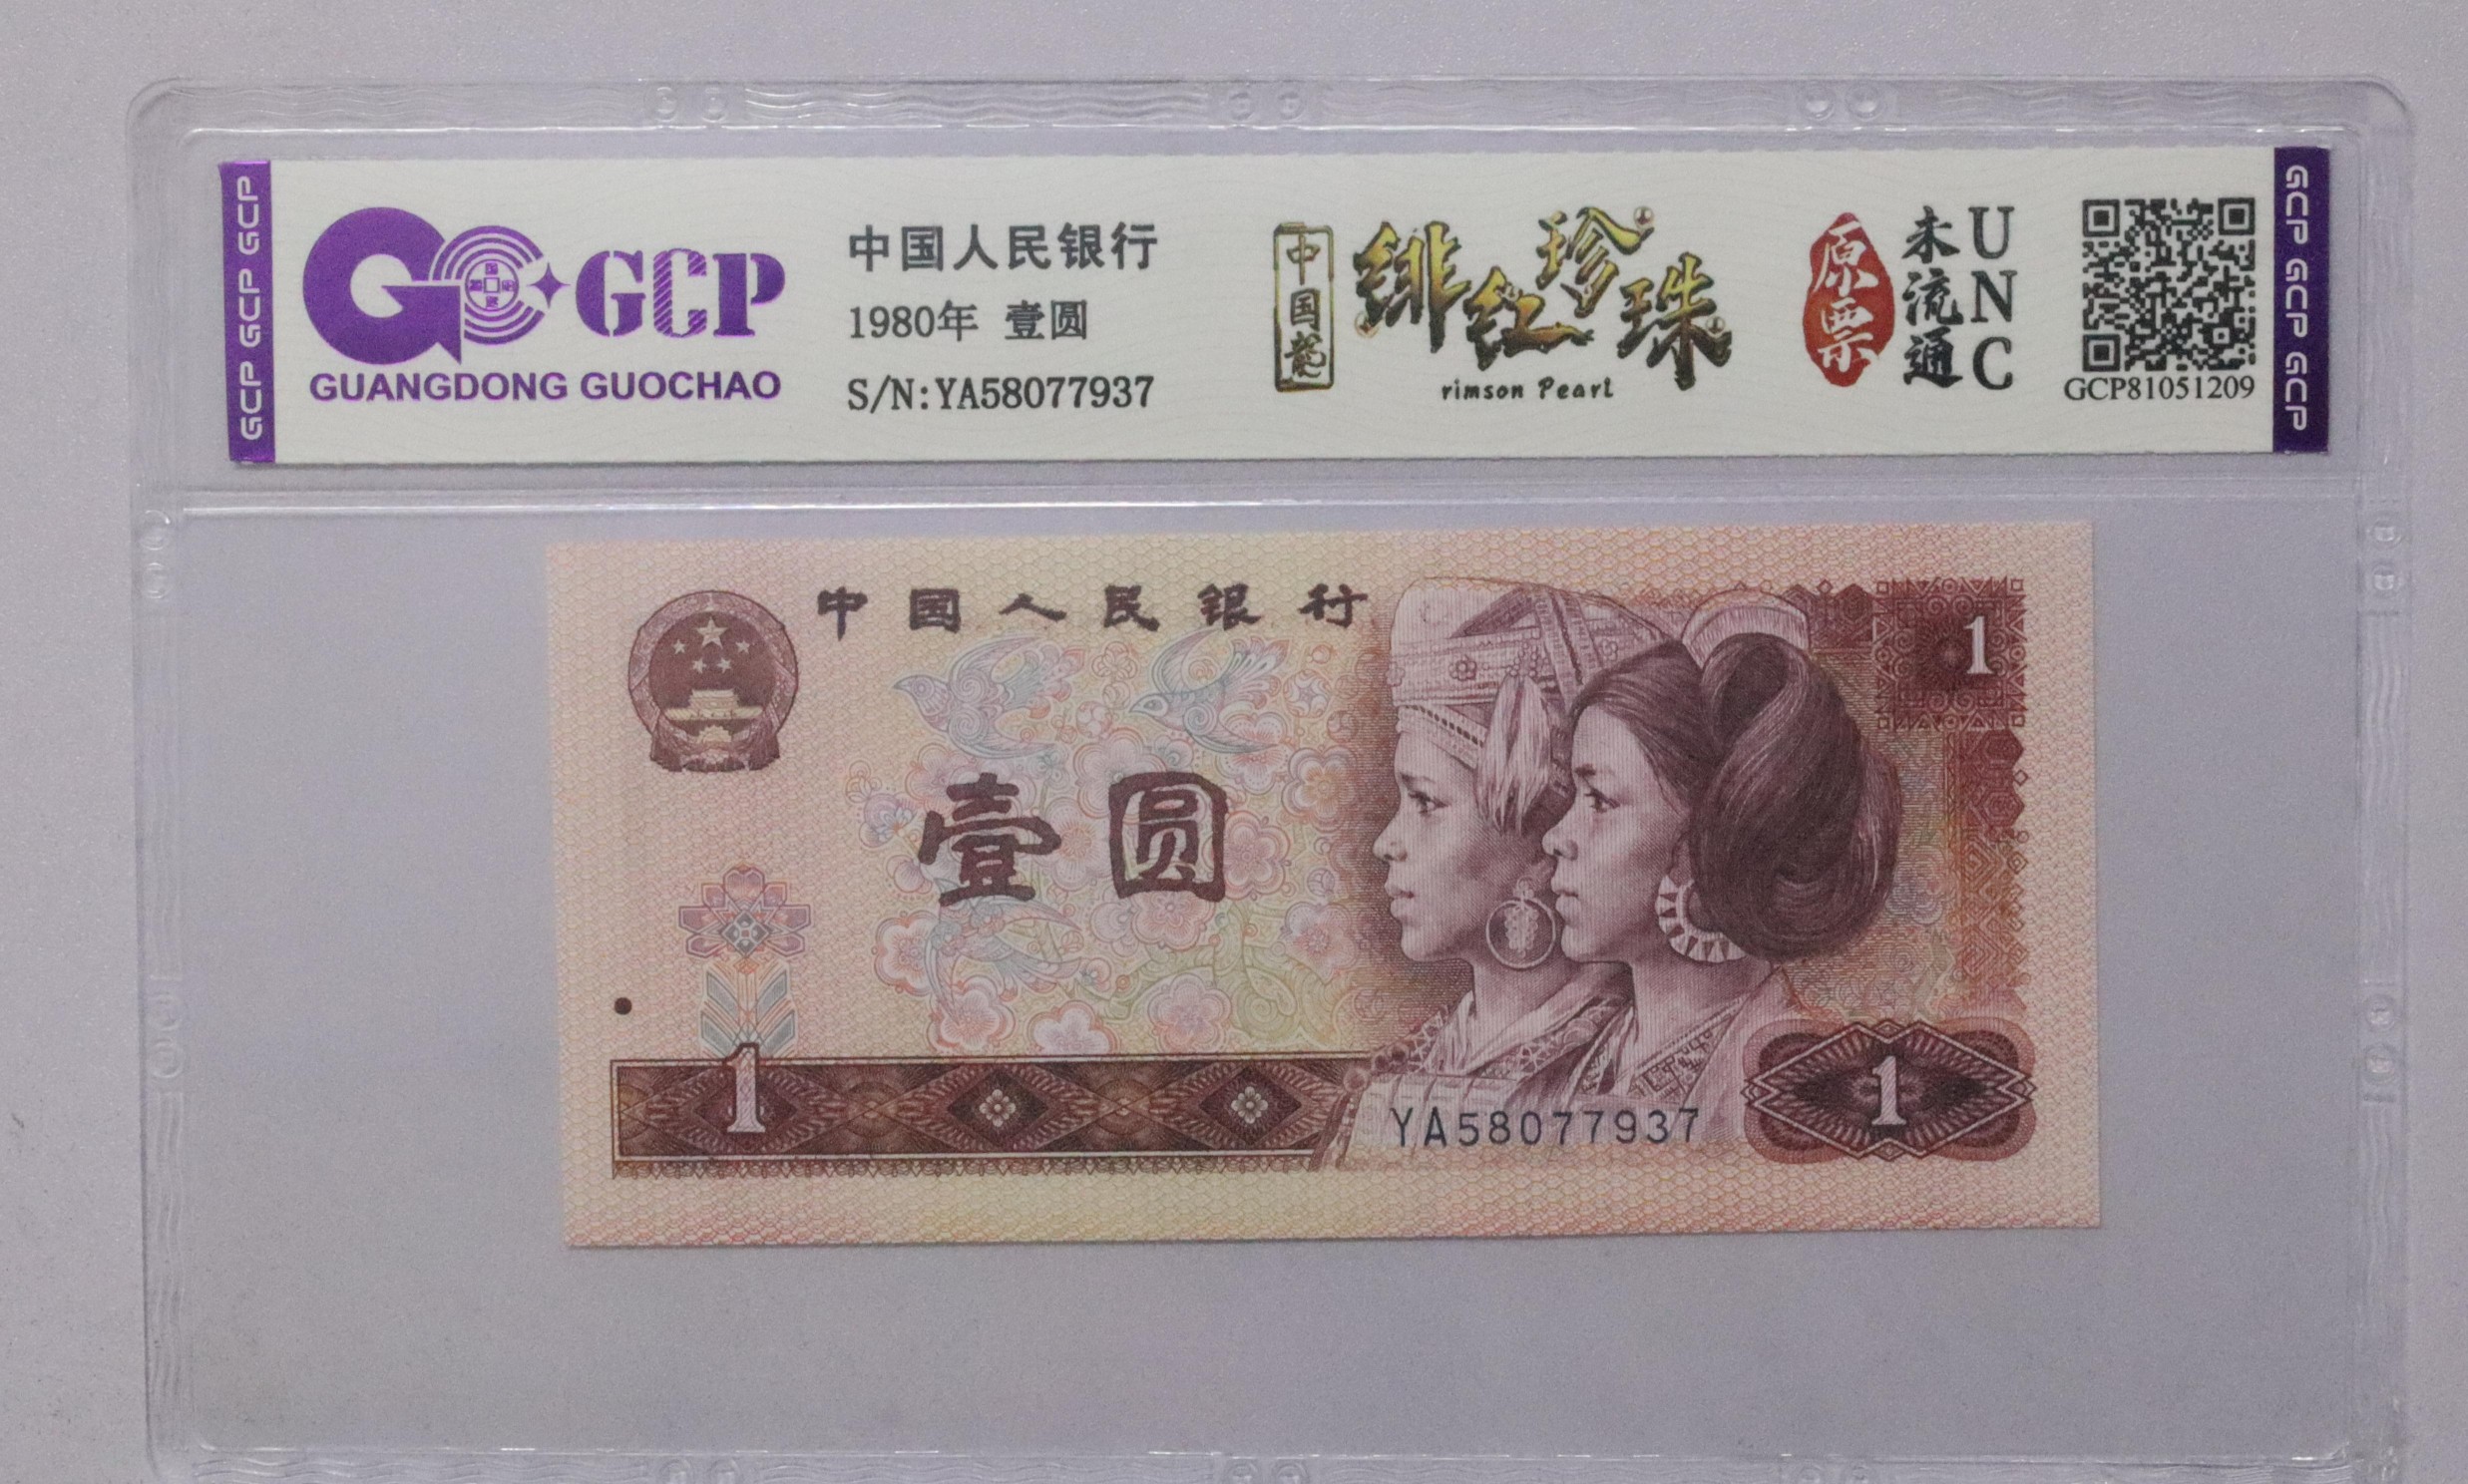 GCP GCP GCP
GCP
GUANGDONG GUOCHAO
中国人民银行
1980年 壹圆
S/N:YA58077937
中国龙
绯红珍珠
rimson Pearl
原票
未流通
UNC
GCP81051209
GCP GCP GCP
中国人民银行
1
壹圆
1
YA58077937
1